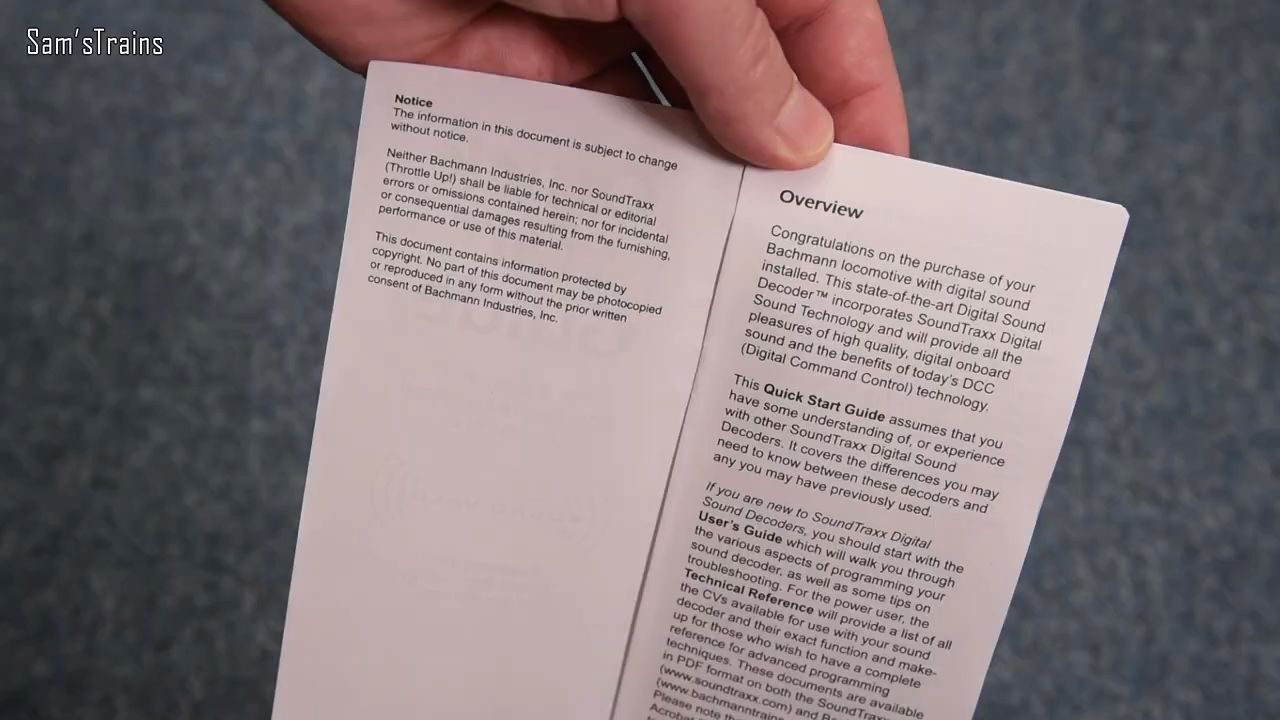 Sam'sTrains
Notice
The information in this document is subject to change
without notice.
Neither Bachmann Industries, Inc. nor SoundTraxx
(Throttle Up!) shall be liable for technical or editorial
errors or omissions contained herein; nor for incidental
or consequential damages resulting from the furnishing,
performance or use of this material.
This document contains information protected by
copyright. No part of this document may be photocopied
or reproduced in any form without the prior written
consent of Bachmann Industries, Inc.
Overview
Congratulations on the purchase of your
Bachmann locomotive with digital sound
installed. This state-of-the-art Digital Sound
Decoder™ incorporates SoundTraxx Digital
Sound Technology and will provide all the
pleasures of high quality, digital onboard
sound and the benefits of today's DCC
(Digital Command Control) technology.
This Quick Start Guide assumes that you
have some understanding of, or experience
with other SoundTraxx Digital Sound
Decoders. It covers the differences you may
need to know between these decoders and
any you may have previously used.
If you are new to SoundTraxx Digital
Sound Decoders, you should start with the
User's Guide which will walk you through
the various aspects of programming your
sound decoder, as well as some tips on
troubleshooting. For the power user, the
Technical Reference will provide a list of all
the CVs available for use with your sound
decoder and their exact function and make-
up for those who wish to have a complete
reference for advanced programming
techniques. These documents are available
in PDF format on both the SoundTraxx
(www.soundtraxx.com) and
(www.bachmanntrains
Please note